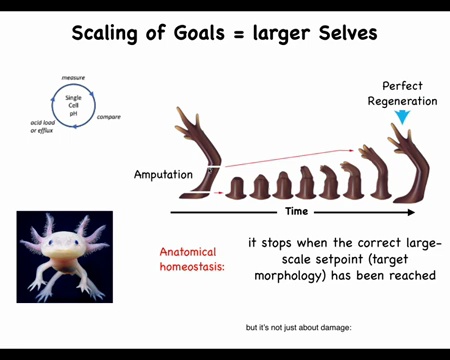 Scaling of Goals = larger Selves
measure
Single
Cell
pH
acid load
or efflux
compare
Perfect
Regeneration
Amputation
Time
Anatomical
homeostasis:
it stops when the correct large-
scale setpoint (target
morphology) has been reached
but it's not just about damage: